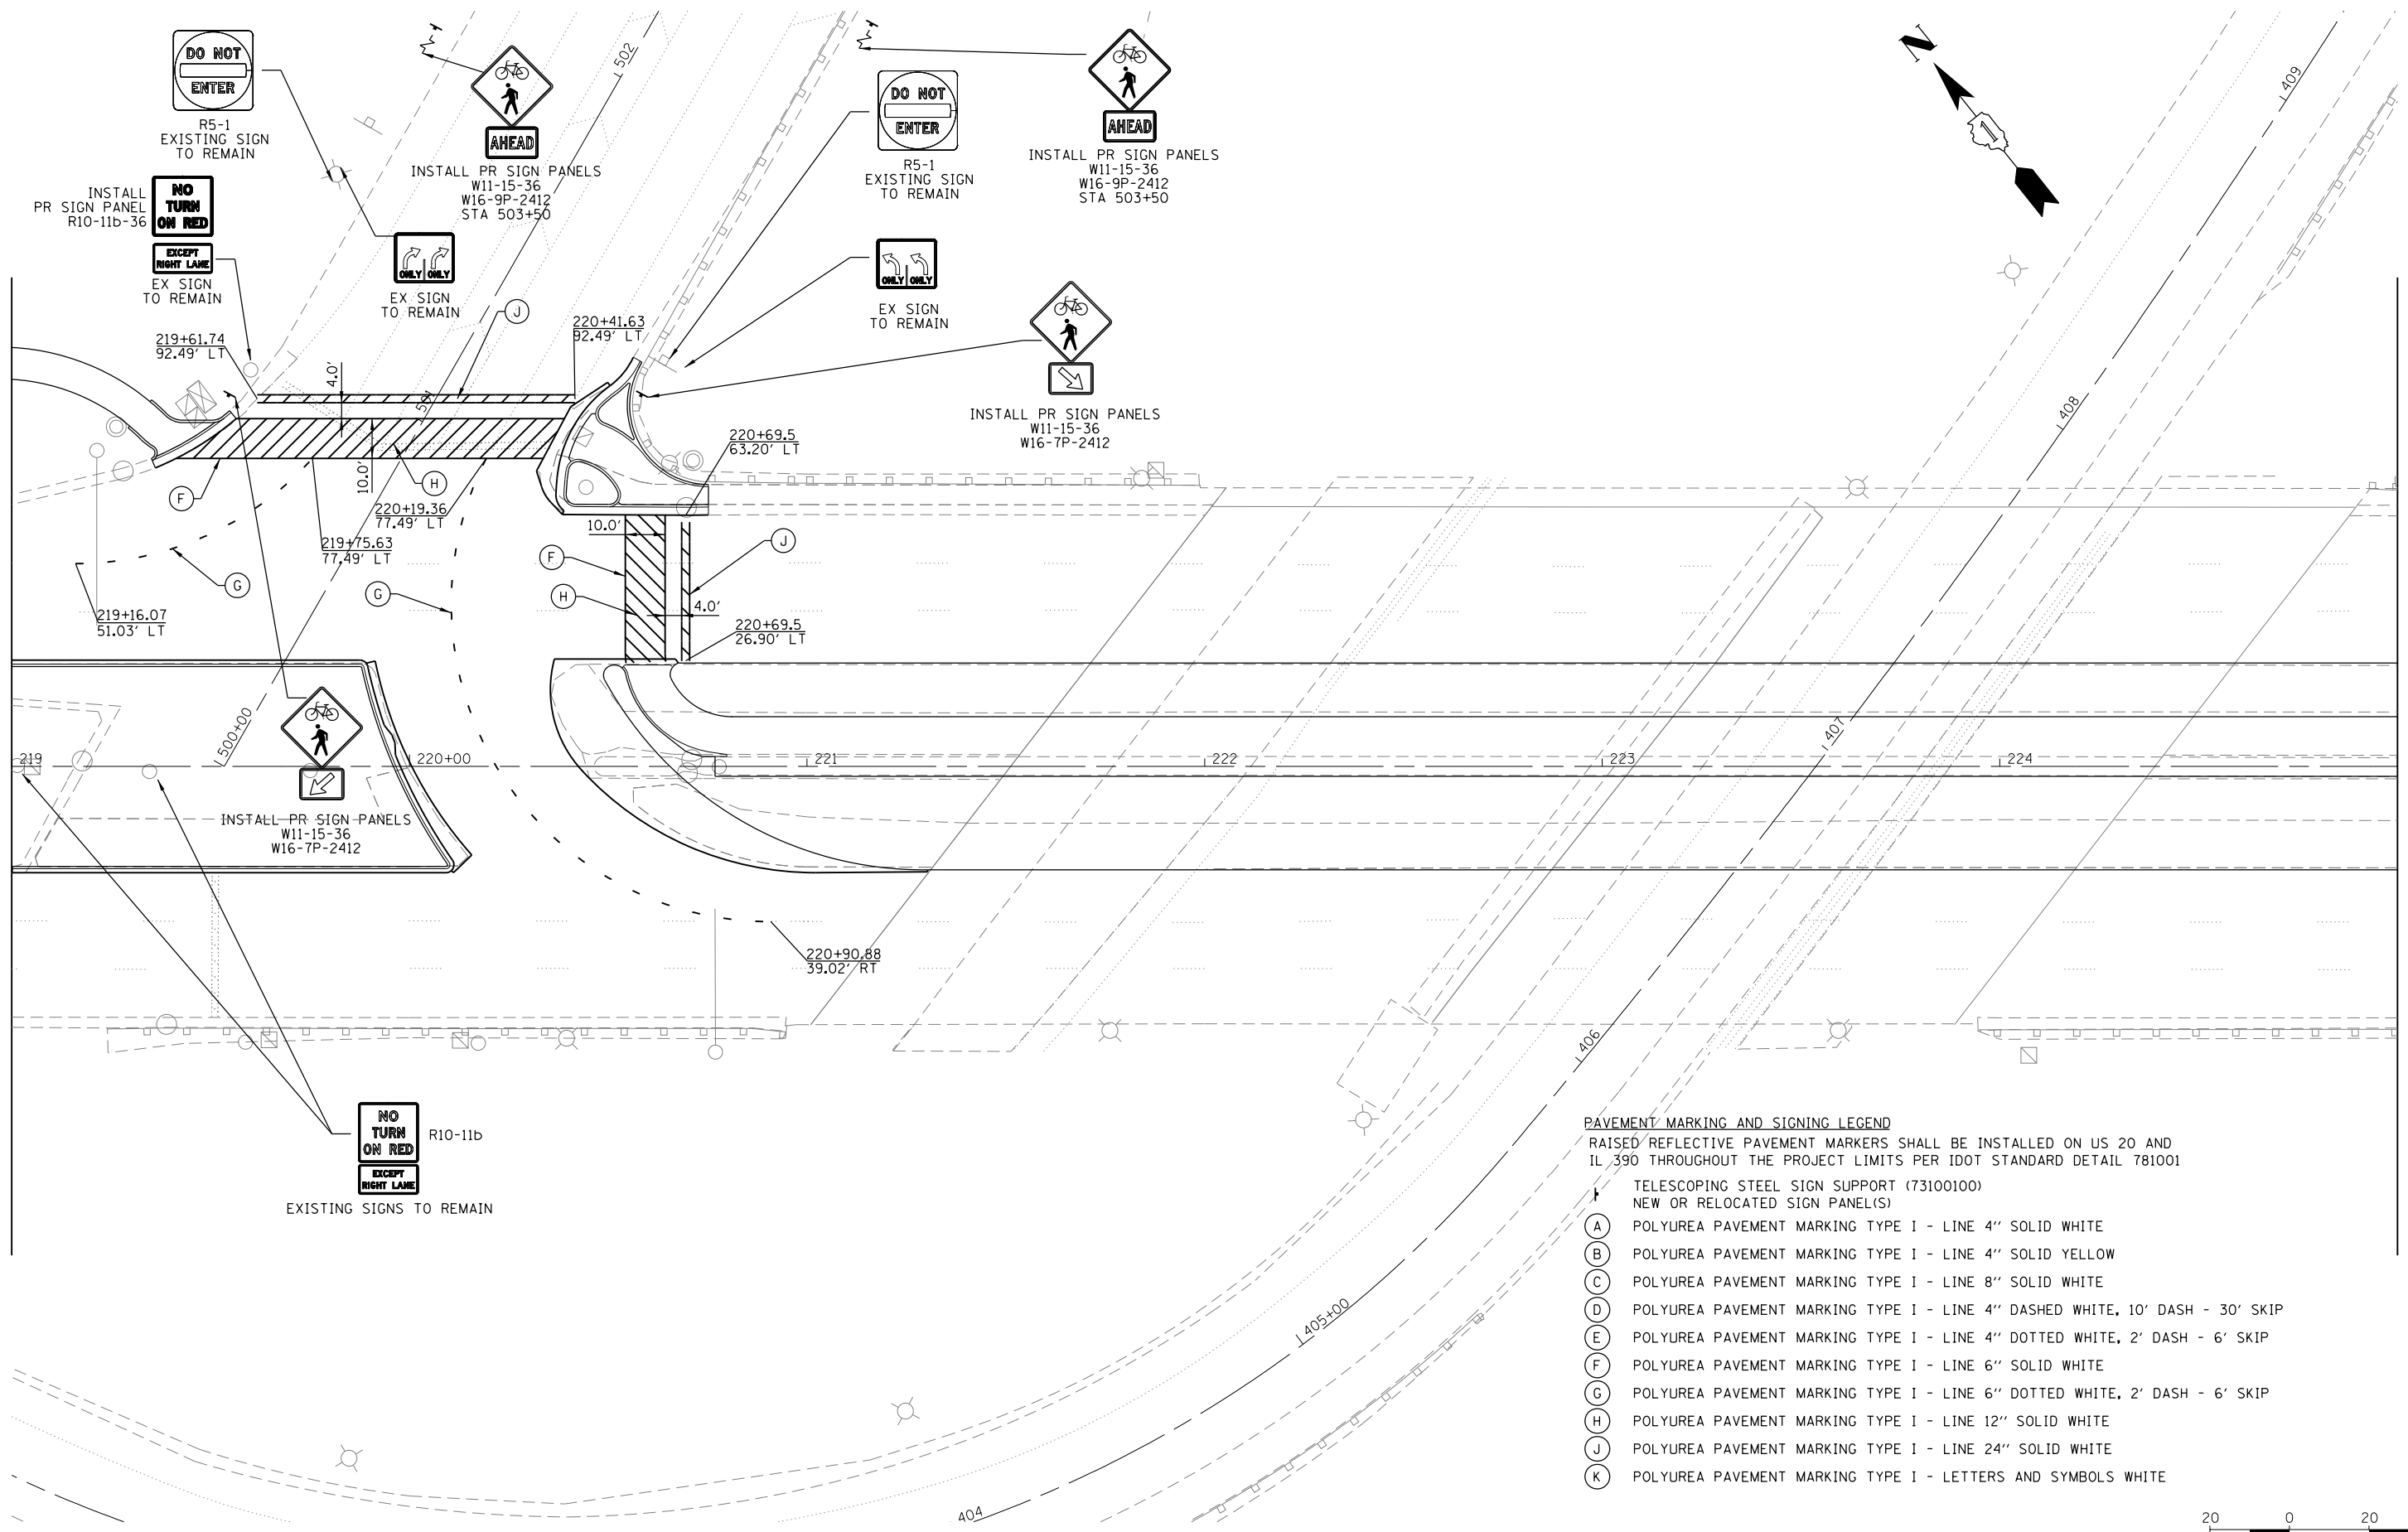 DO NOT
ENTER
R5-1
EXISTING SIGN
TO REMAIN
INSTALL
PR SIGN PANEL
R10-11b-36
NO
TURN
ON RED
EXCEPT
RIGHT LANE
EX SIGN
TO REMAIN
AHEAD
INSTALL PR SIGN PANELS
W11-15-36
W16-9P-2412
STA 503+50
ONLY ONLY
EX SIGN
TO REMAIN
502
DO NOT
ENTER
R5-1
EXISTING SIGN
TO REMAIN
AHEAD
INSTALL PR SIGN PANELS
W11-15-36
W16-9P-2412
STA 503+50
ONLY ONLY
EX SIGN
TO REMAIN
INSTALL PR SIGN PANELS
W11-15-36
W16-7P-2412
N
1
409
408
407
406
405+00
404
J
219+61.74
92.49' LT
4.0'
220+41.63
92.49' LT
501
10.0'
F
H
220+19.36
77.49' LT
219+75.63
77.49' LT
G
G
219+16.07
51.03' LT
220+69.5
63.20' LT
10.0'
F
J
H
4.0'
220+69.5
26.90' LT
500+00
219
220+00
221
222
223
224
INSTALL PR SIGN PANELS
W11-15-36
W16-7P-2412
220+90.88
39.02' RT
NO
TURN
ON RED
R10-11b
EXCEPT
RIGHT LANE
EXISTING SIGNS TO REMAIN
PAVEMENT MARKING AND SIGNING LEGEND
RAISED REFLECTIVE PAVEMENT MARKERS SHALL BE INSTALLED ON US 20 AND
IL 390 THROUGHOUT THE PROJECT LIMITS PER IDOT STANDARD DETAIL 781001
TELESCOPING STEEL SIGN SUPPORT (73100100)
NEW OR RELOCATED SIGN PANEL(S)
A POLYUREA PAVEMENT MARKING TYPE I - LINE 4'' SOLID WHITE
B POLYUREA PAVEMENT MARKING TYPE I - LINE 4'' SOLID YELLOW
C POLYUREA PAVEMENT MARKING TYPE I - LINE 8'' SOLID WHITE
D POLYUREA PAVEMENT MARKING TYPE I - LINE 4'' DASHED WHITE, 10' DASH - 30' SKIP
E POLYUREA PAVEMENT MARKING TYPE I - LINE 4'' DOTTED WHITE, 2' DASH - 6' SKIP
F POLYUREA PAVEMENT MARKING TYPE I - LINE 6'' SOLID WHITE
G POLYUREA PAVEMENT MARKING TYPE I - LINE 6'' DOTTED WHITE, 2' DASH - 6' SKIP
H POLYUREA PAVEMENT MARKING TYPE I - LINE 12'' SOLID WHITE
J POLYUREA PAVEMENT MARKING TYPE I - LINE 24'' SOLID WHITE
K POLYUREA PAVEMENT MARKING TYPE I - LETTERS AND SYMBOLS WHITE
20 0 20